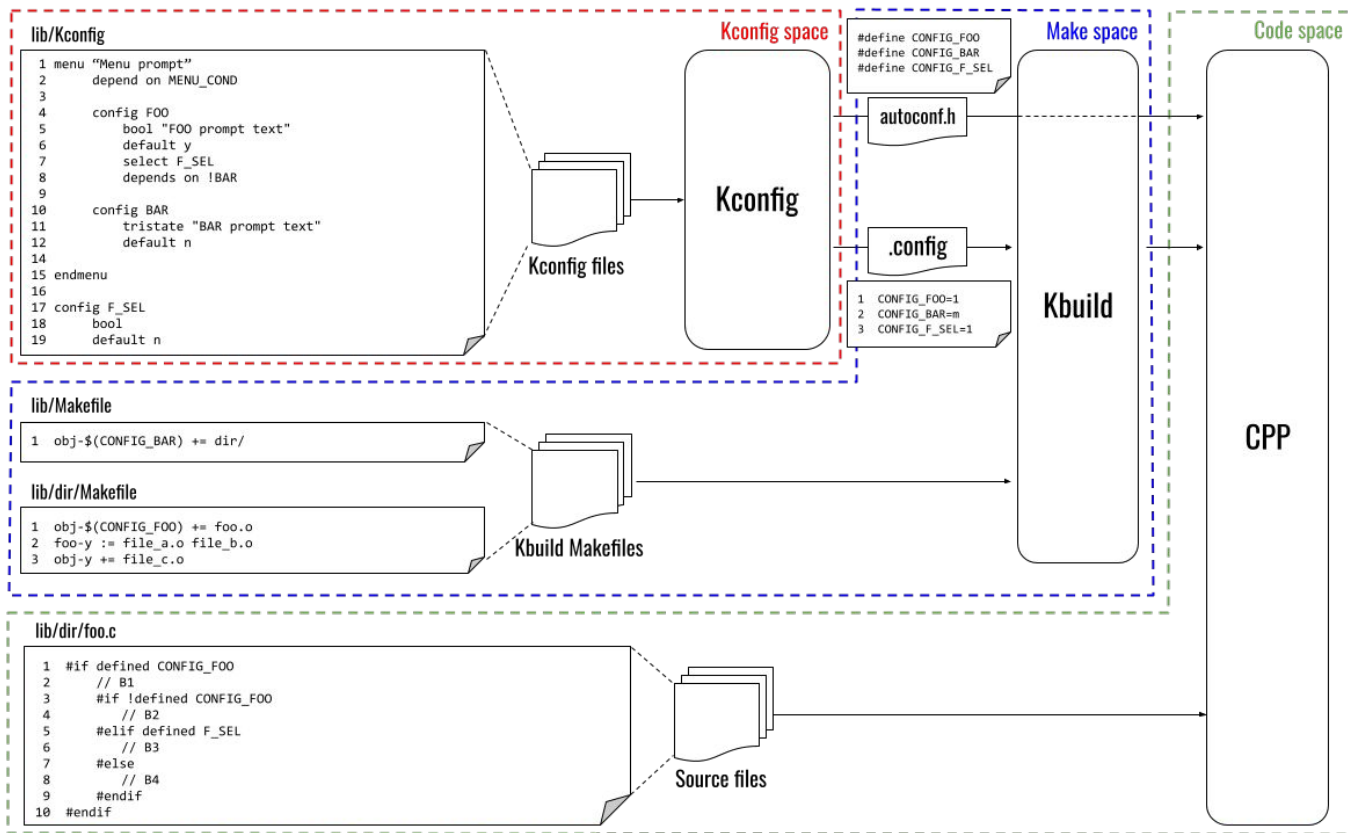 lib/Kconfig
1 menu “Menu prompt”
2 depend on MENU_COND
3
4 config FOO
5 bool "FOO prompt text"
6 default y
7 select F_SEL
8 depends on !BAR
9
10 config BAR
11 tristate "BAR prompt text"
12 default n
14
15 endmenu
16
17 config F_SEL
18 bool
19 default n
Kconfig files
Kconfig space
Kconfig
#define CONFIG_FOO
#define CONFIG_BAR
#define CONFIG_F_SEL
autoconf.h
.config
1 CONFIG_FOO=1
2 CONFIG_BAR=m
3 CONFIG_F_SEL=1
Make space
Kbuild
Code space
CPP
lib/Makefile
1 obj-$(CONFIG_BAR) += dir/
lib/dir/Makefile
1 obj-$(CONFIG_FOO) += foo.o
2 foo-y := file_a.o file_b.o
3 obj-y += file_c.o
Kbuild Makefiles
lib/dir/foo.c
1 #if defined CONFIG_FOO
2 // B1
3 #if !defined CONFIG_FOO
4 // B2
5 #elif defined F_SEL
6 // B3
7 #else
8 // B4
9 #endif
10 #endif
Source files